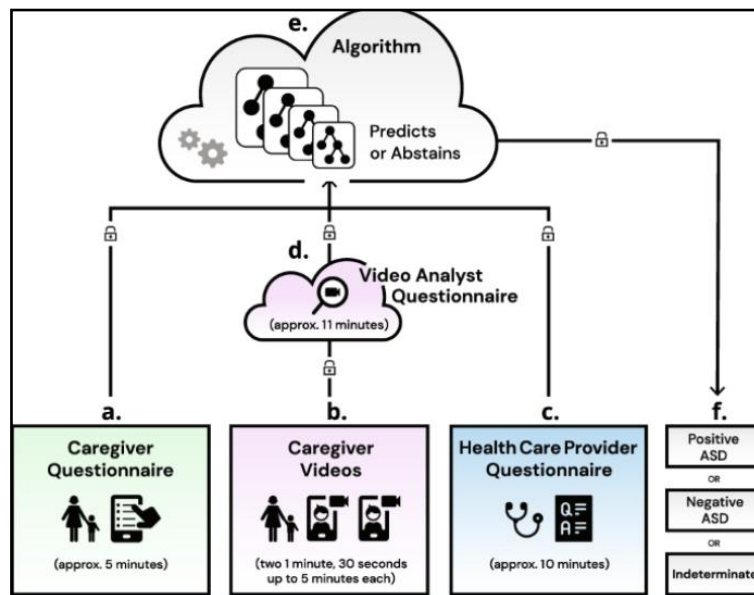 e.
Algorithm
Predicts
or Abstains
d.
Video Analyst
Questionnaire
(approx. 11 minutes)
a.
b.
c.
f.
Caregiver
Questionnaire
(approx. 5 minutes)
Caregiver
Videos
(two 1 minute, 30 seconds
up to 5 minutes each)
Health Care Provider
Questionnaire
Q=
A=
(approx. 10 minutes)
Positive
ASD
OR
Negative
ASD
OR
Indeterminate